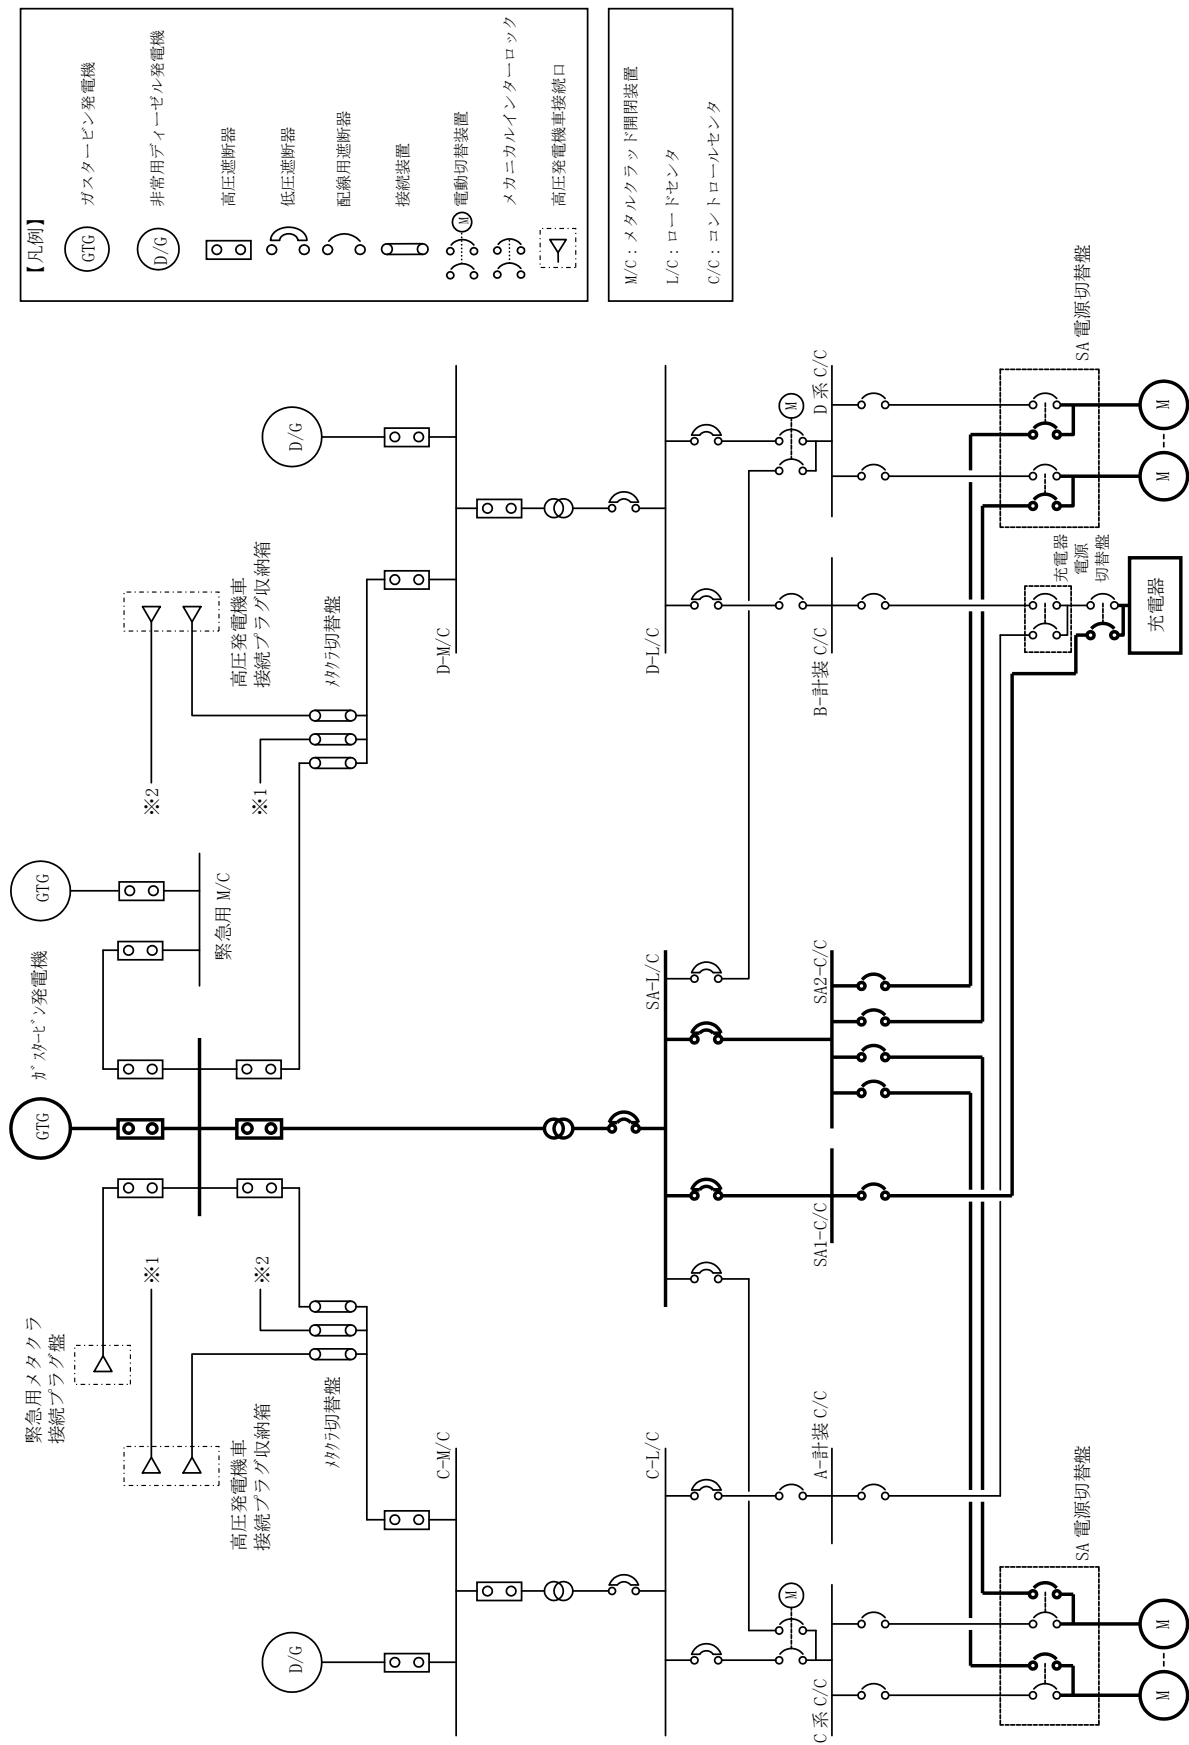 【凡例】
GTG
ガスタービン発電機
D/G
非常用ディーゼル発電機
高圧遮断器
低圧遮断器
配線用遮断器
接続装置
M
電動切替装置
メカニカルインターロック
高圧発電機車接続口
M/C：メタルクラッド開閉装置
L/C：ロードセンタ
C/C：コントロールセンタ
緊急用メタクラ
接続プラグ盤
GTG
ｶﾞｽﾀｰﾋﾞﾝ発電機
GTG
緊急用 M/C
※1
※2
※2
※1
高圧発電機車
接続プラグ収納箱
高圧発電機車
接続プラグ収納箱
D/G
D/G
ﾒﾀｸﾗ切替盤
ﾒﾀｸﾗ切替盤
C-M/C
D-M/C
C-L/C
SA-L/C
D-L/C
M
M
C 系 C/C
A-計装 C/C
SA1-C/C
SA2-C/C
B-計装 C/C
D 系 C/C
SA 電源切替盤
充電器
電源
切替盤
SA 電源切替盤
M
M
充電器
M
M